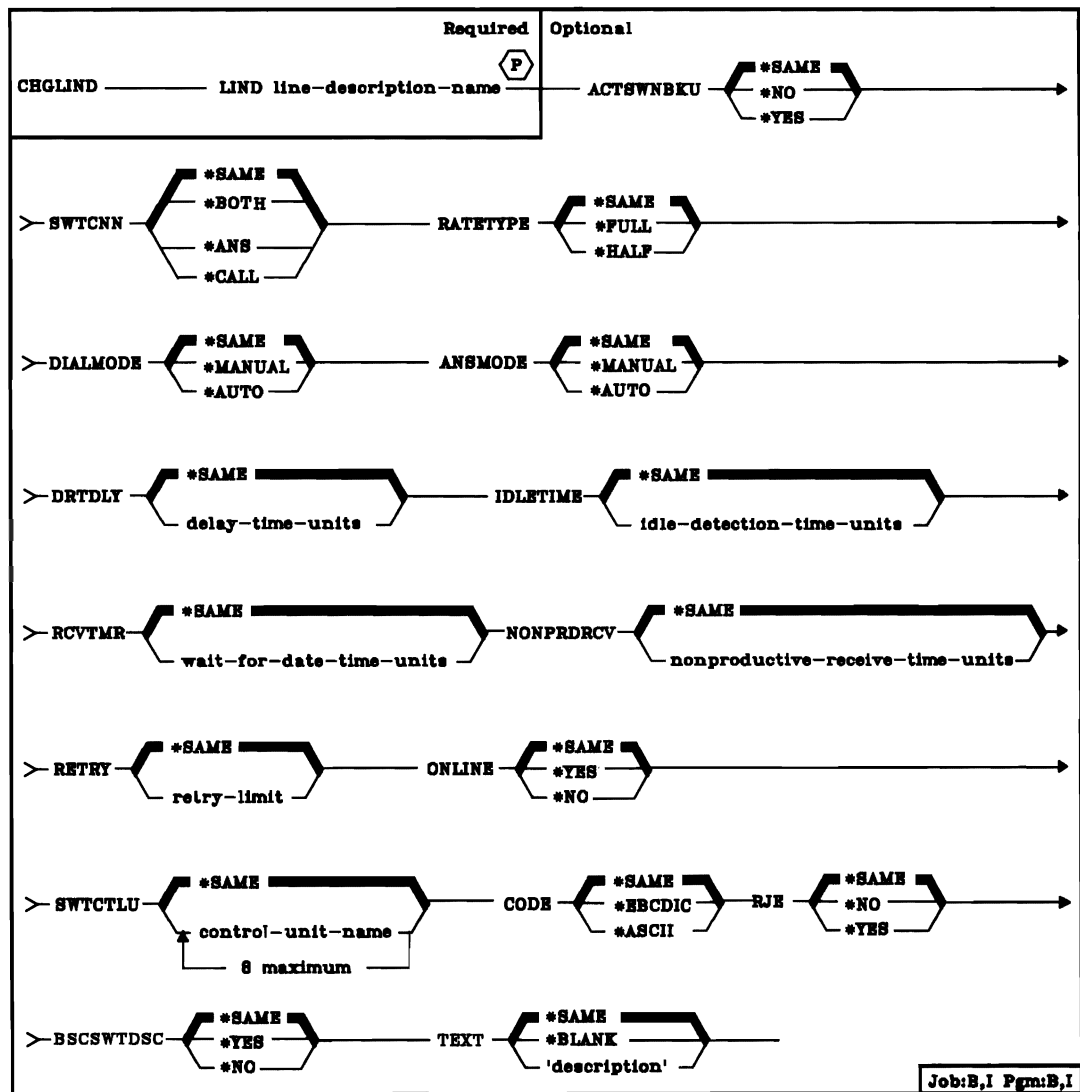 Required Optional
P
*SAME
CHGLIND LIND line-description-name ACTSWNBKU *NO
*YES
*SAME
*BOTH *SAME
SWTCNN RATETYPE *FULL
*ANS *HALF
*CALL
*SAME *SAME
DIALMODE *MANUAL ANSMODE *MANUAL
*AUTO *AUTO
*SAME *SAME
DRTDLY IDLETIME
delay-time-units idle-detection-time-units
*SAME *SAME
RCVTMR NONPRDRCV
wait-for-date-time-units nonproductive-receive-time-units
*SAME *SAME
RETRY ONLINE *YES
retry-limit *NO
*SAME *SAME *SAME
SWTCTLU CODE *EBCDIC RJE *NO
control-unit-name *ASCII *YES
8 maximum
*SAME *SAME
BSCSWTDSC *YES TEXT *BLANK
*NO 'description'
Job:B,I Pgm:B,I